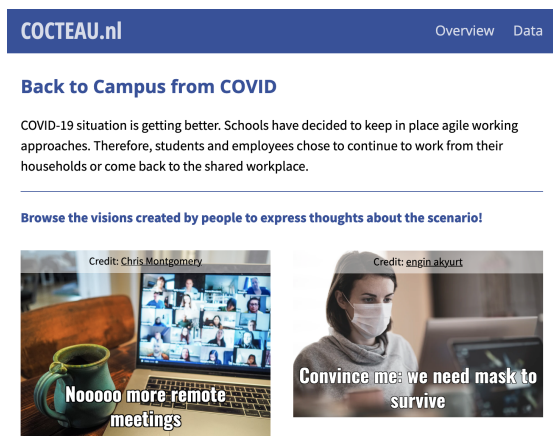 COCTEAU.nl
Overview Data
Back to Campus from COVID
COVID-19 situation is getting better. Schools have decided to keep in place agile working
approaches. Therefore, students and employees chose to continue to work from their
households or come back to the shared workplace.
Browse the visions created by people to express thoughts about the scenario!
Credit: Chris Montgomery
Nooooo more remote
meetings
Credit: engin akyurt
Convince me: we need mask to
survive